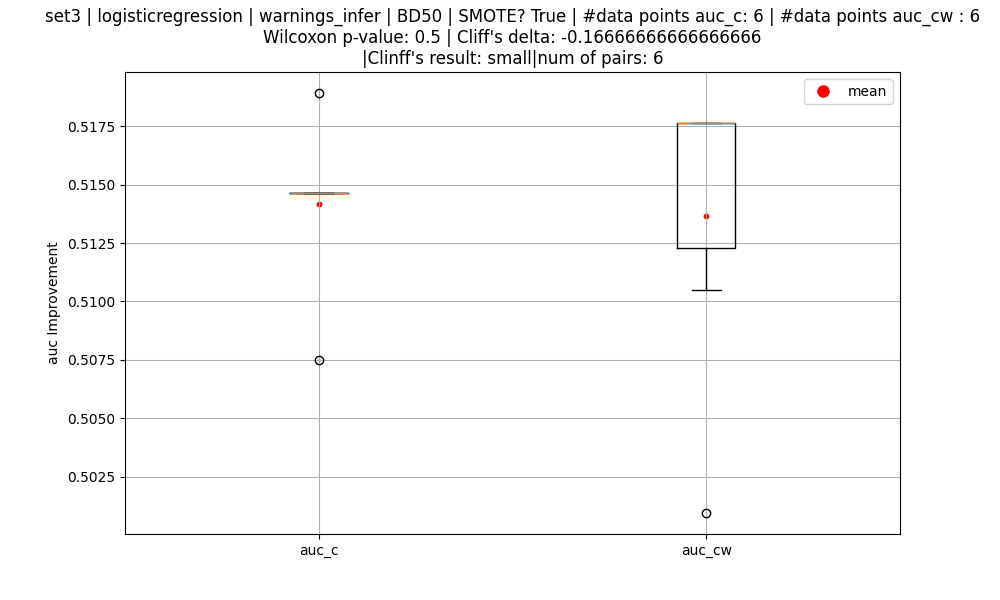 set3 | logisticregression | warnings_infer | BD50 | SMOTE? True | #data points auc_c: 6 | #data points auc_cw : 6
Wilcoxon p-value: 0.5 | Cliff's delta: -0.16666666666666666
|Clinff's result: small|num of pairs: 6
mean
0.5175
0.5150
0.5125
0.5100
0.5075
0.5050
0.5025
auc Improvement
auc_c
auc_cw